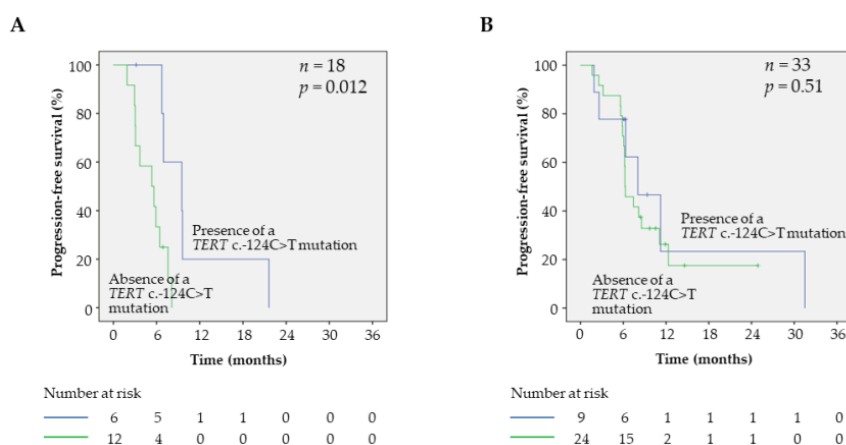 A
n = 18
p = 0.012
Progression-free survival (%)
100
80
60
40
20
0
Presence of a
TERT c.-124C>T mutation
Absence of a
TERT c.-124C>T
mutation
0 6 12 18 24 30 36
Time (months)
Number at risk
6 5 1 1 0 0 0
12 4 0 0 0 0 0
B
n = 33
p = 0.51
Progression-free survival (%)
100
80
60
40
20
0
Presence of a
TERT c.-124C>T mutation
Absence of a
TERT c.-124C>T
mutation
0 6 12 18 24 30 36
Time (months)
Number at risk
9 6 1 1 1 1 0
24 15 2 1 1 0 0